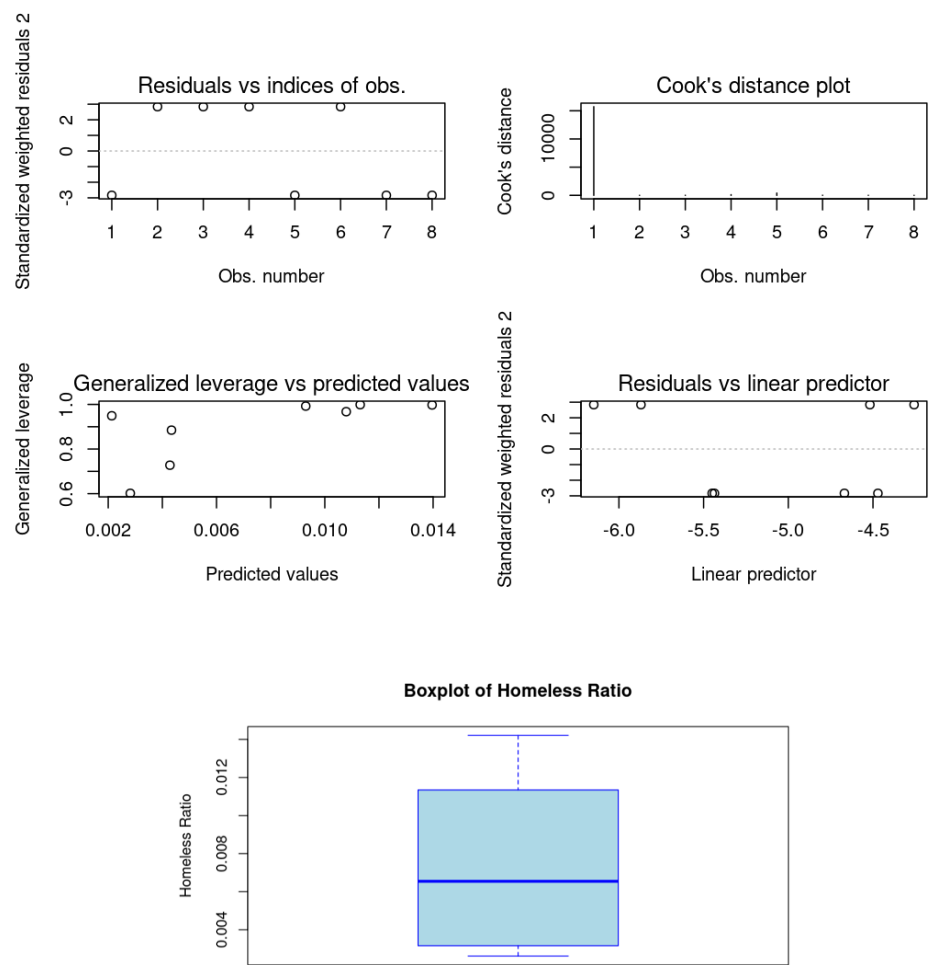 Residuals vs indices of obs.
Standardized weighted residuals 2
2
0
-3
1 2 3 4 5 6 7 8
Obs. number
Cook's distance plot
Cook's distance
10000
0
1 2 3 4 5 6 7 8
Obs. number
Generalized leverage vs predicted values
Generalized leverage
1.0
0.8
0.6
0.002 0.006 0.010 0.014
Predicted values
Residuals vs linear predictor
Standardized weighted residuals 2
2
0
-3
-6.0 -5.5 -5.0 -4.5
Linear predictor
Boxplot of Homeless Ratio
Homeless Ratio
0.012
0.008
0.004